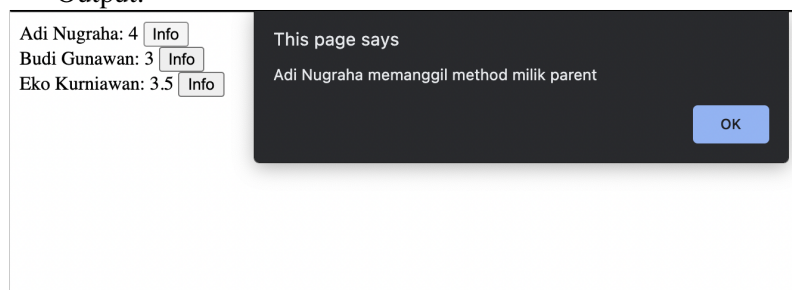 Output:
Adi Nugraha: 4 Info
Budi Gunawan: 3 Info
Eko Kurniawan: 3.5 Info
This page says
Adi Nugraha memanggil method milik parent
OK